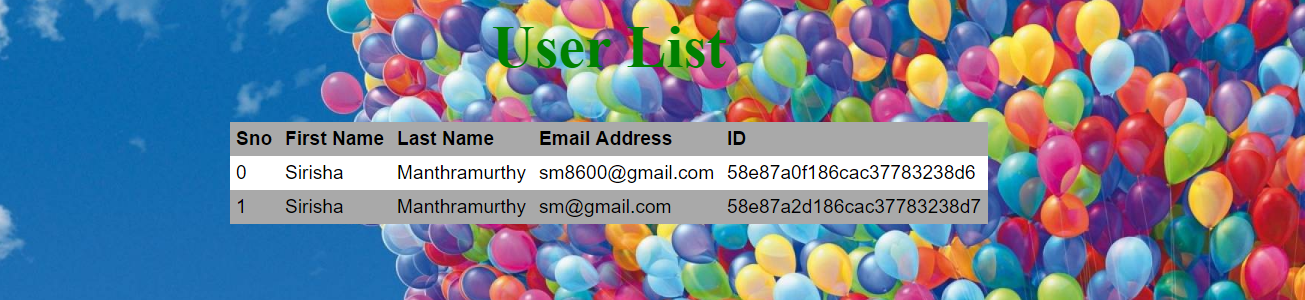 User List
Sno First Name Last Name Email Address ID
0 Sirisha Manthramurthy sm8600@gmail.com 58e87a0f186cac37783238d6
1 Sirisha Manthramurthy sm@gmail.com 58e87a2d186cac37783238d7